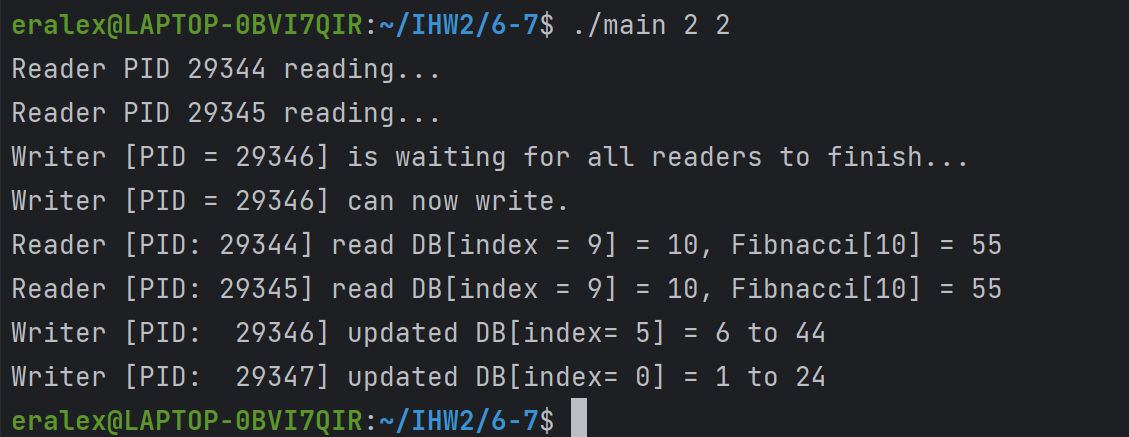 eralex@LAPTOP-0BVI7QIR:~/IHW2/6-7$ ./main 2 2
Reader PID 29344 reading...
Reader PID 29345 reading...
Writer [PID = 29346] is waiting for all readers to finish...
Writer [PID = 29346] can now write.
Reader [PID: 29344] read DB[index = 9] = 10, Fibnacci[10] = 55
Reader [PID: 29345] read DB[index = 9] = 10, Fibnacci[10] = 55
Writer [PID:  29346] updated DB[index= 5] = 6 to 44
Writer [PID:  29347] updated DB[index= 0] = 1 to 24
eralex@LAPTOP-0BVI7QIR:~/IHW2/6-7$